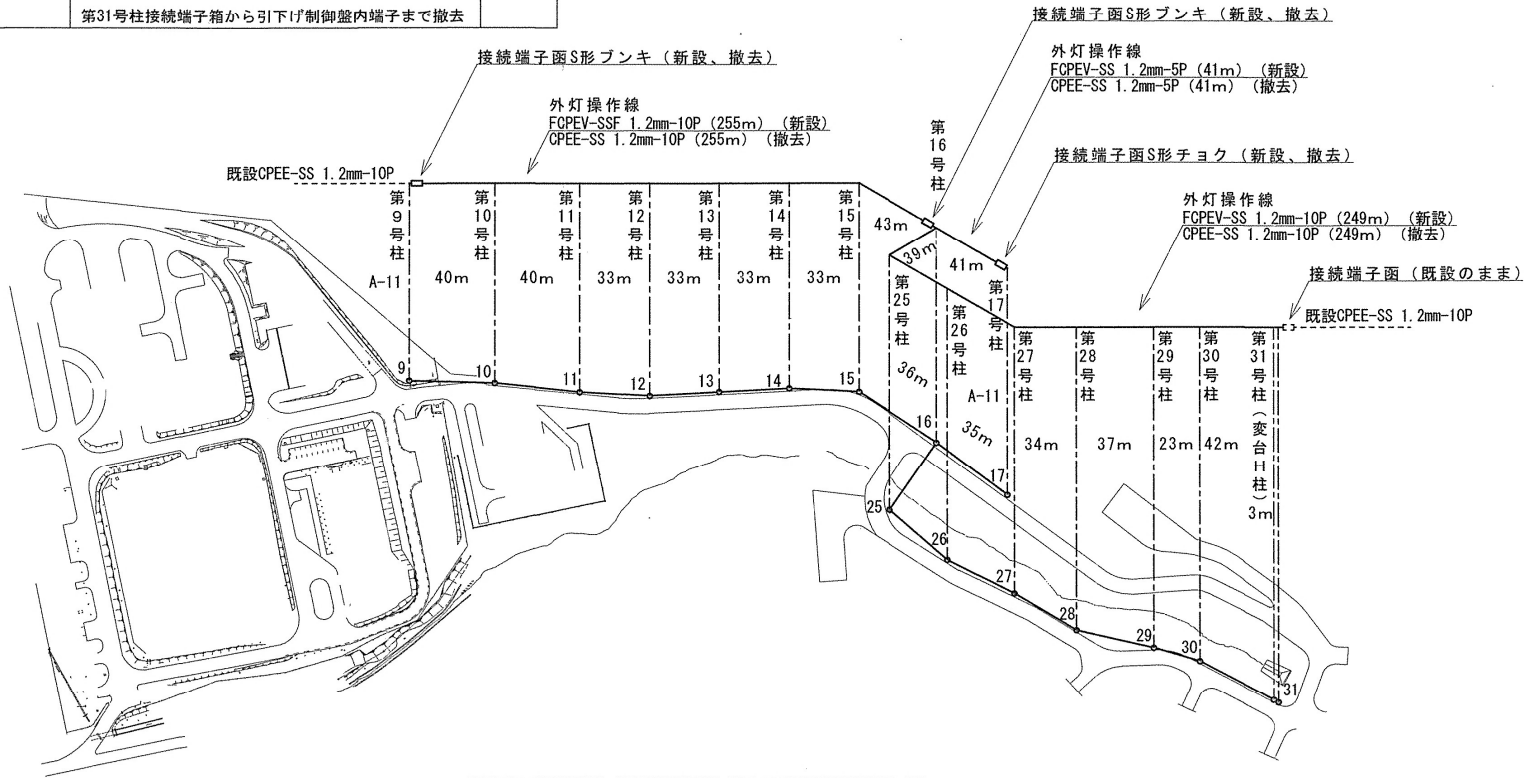 第31号柱接続端子箱から引下げ制御盤内端子まで撤去
接続端子函S形ブンキ（新設、撤去）
接続端子函S形ブンキ（新設、撤去）
外灯操作線
FCPEV-SS 1.2mm-5P (41m) （新設）
CPEE-SS 1.2mm-5P (41m) （撤去）
外灯操作線
FCPEV-SSF 1.2mm-10P (255m) （新設）
CPEE-SS 1.2mm-10P (255m) （撤去）
第16号柱
接続端子函S形チョク（新設、撤去）
既設CPEE-SS 1.2mm-10P
外灯操作線
FCPEV-SS 1.2mm-10P (249m) （新設）
CPEE-SS 1.2mm-10P (249m) （撤去）
接続端子函（既設のまま）
既設CPEE-SS 1.2mm-10P
第9号柱
第10号柱
第11号柱
第12号柱
第13号柱
第14号柱
第15号柱
43m
39m
41m
A-11
40m
40m
33m
33m
33m
33m
第25号柱
第26号柱
第17号柱
第27号柱
第28号柱
第29号柱
第30号柱
第31号柱（変台H柱）
36m
A-11
35m
34m
37m
23m
42m
3m
9
10
11
12
13
14
15
16
17
25
26
27
28
29
30
31